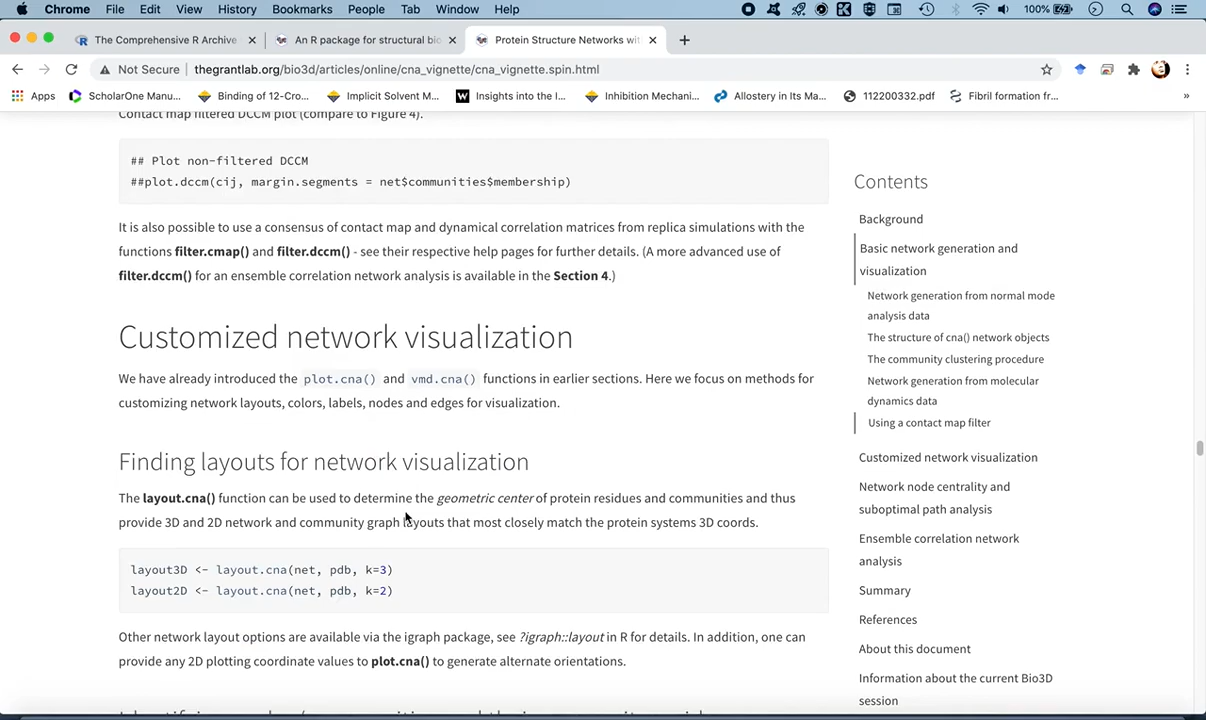 Chrome File Edit View History Bookmarks People Tab Window Help 100%
The Comprehensive R Archive
An R package for structural bio
Protein Structure Networks wit
Not Secure thegrantlab.org/bio3d/articles/online/cna_vignette/cna_vignette.spin.html
Apps ScholarOne Manu... Binding of 12-Cro... Implicit Solvent M... Insights into the I... Inhibition Mechani... Allostery in Its Ma... 112200332.pdf Fibril formation fr... »
Contact map filtered DCCM plot (compare to Figure 4).
## Plot non-filtered DCCM
##plot.dccm(cij, margin.segments = net$communities$membership)
It is also possible to use a consensus of contact map and dynamical correlation matrices from replica simulations with the
functions filter.cmap() and filter.dccm() - see their respective help pages for further details. (A more advanced use of
filter.dccm() for an ensemble correlation network analysis is available in the Section 4.)
Customized network visualization
We have already introduced the plot.cna() and vmd.cna() functions in earlier sections. Here we focus on methods for
customizing network layouts, colors, labels, nodes and edges for visualization.
Finding layouts for network visualization
The layout.cna() function can be used to determine the geometric center of protein residues and communities and thus
provide 3D and 2D network and community graph layouts that most closely match the protein systems 3D coords.
layout3D <- layout.cna(net, pdb, k=3)
layout2D <- layout.cna(net, pdb, k=2)
Other network layout options are available via the igraph package, see ?igraph::layout in R for details. In addition, one can
provide any 2D plotting coordinate values to plot.cna() to generate alternate orientations.
Contents
Background
Basic network generation and
visualization
Network generation from normal mode
analysis data
The structure of cna() network objects
The community clustering procedure
Network generation from molecular
dynamics data
Using a contact map filter
Customized network visualization
Network node centrality and
suboptimal path analysis
Ensemble correlation network
analysis
Summary
References
About this document
Information about the current Bio3D
session